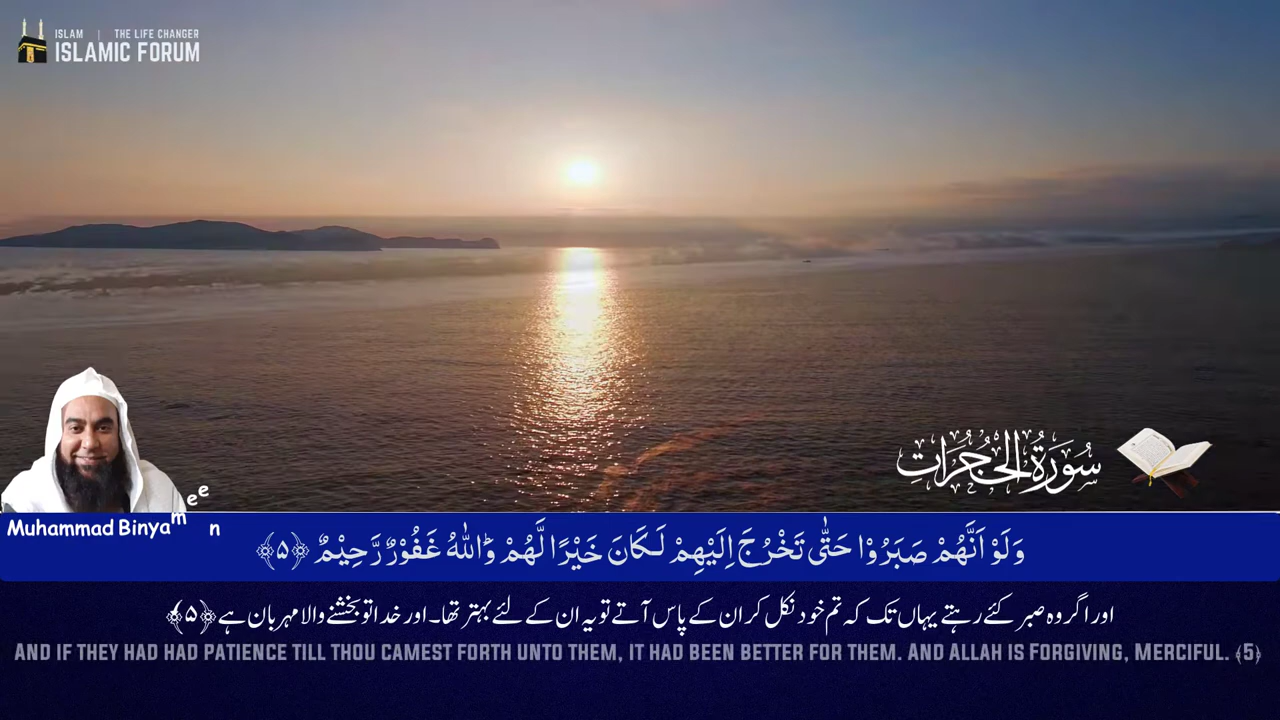 ISLAM | THE LIFE CHANGER
ISLAMIC FORUM
سُورَةُ الْحُجُرَات
Muhammad Binyameen
وَلَوْ اَنَّهُمْ صَبَرُوْا حَتّٰى تَخْرُجَ اِلَيْهِمْ لَـكَانَ خَيْرًا لَّهُمْ‌ؕ وَاللّٰهُ غَفُوْرٌ رَّحِيْمٌ ﴿۵﴾
اور اگر وہ صبر کئے رہتے یہاں تک کہ تم خود نکل کر ان کے پاس آتے تو یہ ان کے لئے بہتر تھا۔ اور خدا تو بخشنے والا مہربان ہے ﴿۵﴾
AND IF THEY HAD HAD PATIENCE TILL THOU CAMEST FORTH UNTO THEM, IT HAD BEEN BETTER FOR THEM. AND ALLAH IS FORGIVING, MERCIFUL. ﴾5﴿